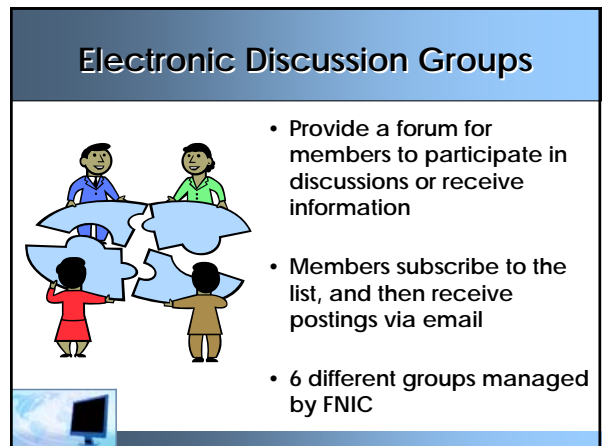 Electronic Discussion Groups
• Provide a forum for
members to participate in
discussions or receive
information
• Members subscribe to the
list, and then receive
postings via email
• 6 different groups managed
by FNIC